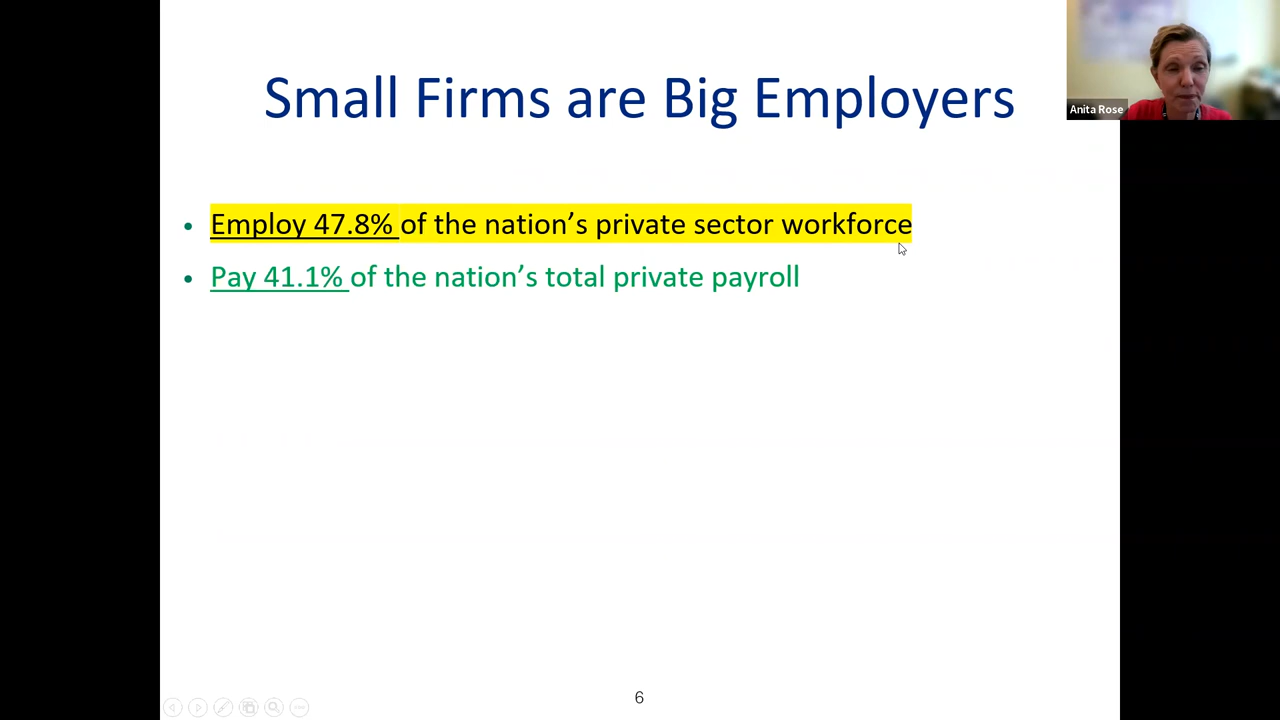 Small Firms are Big Employers
Anita Rose
• Employ 47.8% of the nation’s private sector workforce
• Pay 41.1% of the nation’s total private payroll
6